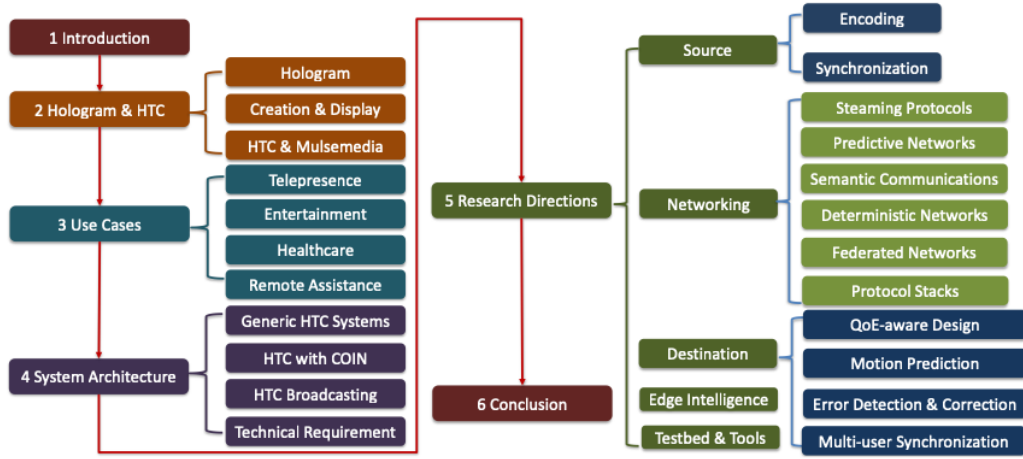 1 Introduction
2 Hologram & HTC
Hologram
Creation & Display
HTC & Mulsemedia
3 Use Cases
Telepresence
Entertainment
Healthcare
Remote Assistance
4 System Architecture
Generic HTC Systems
HTC with COIN
HTC Broadcasting
Technical Requirement
5 Research Directions
Source
Encoding
Synchronization
Networking
Steaming Protocols
Predictive Networks
Semantic Communications
Deterministic Networks
Federated Networks
Protocol Stacks
Destination
QoE-aware Design
Motion Prediction
Error Detection & Correction
Multi-user Synchronization
Edge Intelligence
Testbed & Tools
6 Conclusion